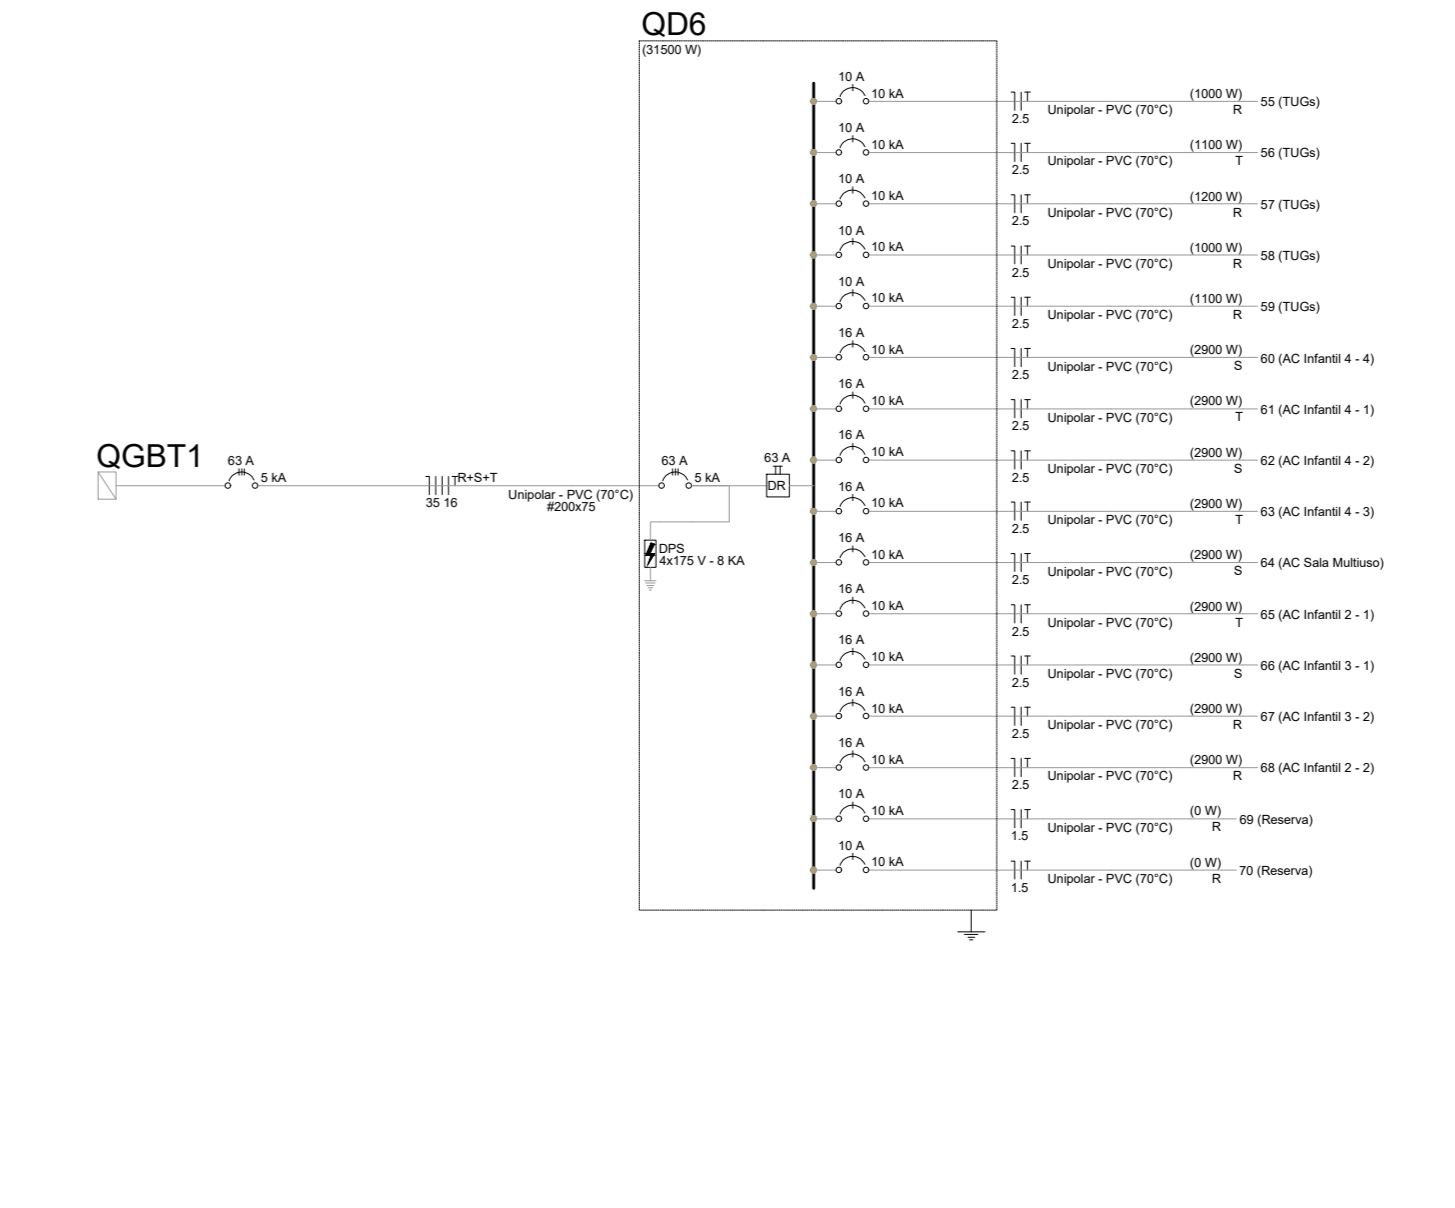 QD6
(31500 W)
10 A
10 kA
2.5
Unipolar - PVC (70°C)
(1000 W)
R
55 (TUGs)
10 A
10 kA
T
2.5
Unipolar - PVC (70°C)
(1100 W)
T
56 (TUGs)
10 A
10 kA
T
2.5
Unipolar - PVC (70°C)
(1200 W)
R
57 (TUGs)
10 A
10 kA
T
2.5
Unipolar - PVC (70°C)
(1000 W)
R
58 (TUGs)
10 A
10 kA
T
2.5
Unipolar - PVC (70°C)
(1100 W)
R
59 (TUGs)
16 A
10 kA
T
2.5
Unipolar - PVC (70°C)
(2900 W)
S
60 (AC Infantil 4 - 4)
16 A
10 kA
T
2.5
Unipolar - PVC (70°C)
(2900 W)
T
61 (AC Infantil 4 - 1)
16 A
10 kA
T
2.5
Unipolar - PVC (70°C)
(2900 W)
S
62 (AC Infantil 4 - 2)
16 A
10 kA
T
2.5
Unipolar - PVC (70°C)
(2900 W)
T
63 (AC Infantil 4 - 3)
16 A
10 kA
T
2.5
Unipolar - PVC (70°C)
(2900 W)
S
64 (AC Sala Multiuso)
16 A
10 kA
T
2.5
Unipolar - PVC (70°C)
(2900 W)
T
65 (AC Infantil 2 - 1)
16 A
10 kA
T
2.5
Unipolar - PVC (70°C)
(2900 W)
S
66 (AC Infantil 3 - 1)
16 A
10 kA
T
2.5
Unipolar - PVC (70°C)
(2900 W)
R
67 (AC Infantil 3 - 2)
16 A
10 kA
T
2.5
Unipolar - PVC (70°C)
(2900 W)
R
68 (AC Infantil 2 - 2)
10 A
10 kA
T
1.5
Unipolar - PVC (70°C)
(0 W)
R
69 (Reserva)
10 A
10 kA
T
1.5
Unipolar - PVC (70°C)
(0 W)
R
70 (Reserva)
QGBT1
63 A
5 kA
R+S+T
35 16
Unipolar - PVC (70°C)
#200x75
63 A
5 kA
63 A
DR
DPS
4x175 V - 8 KA